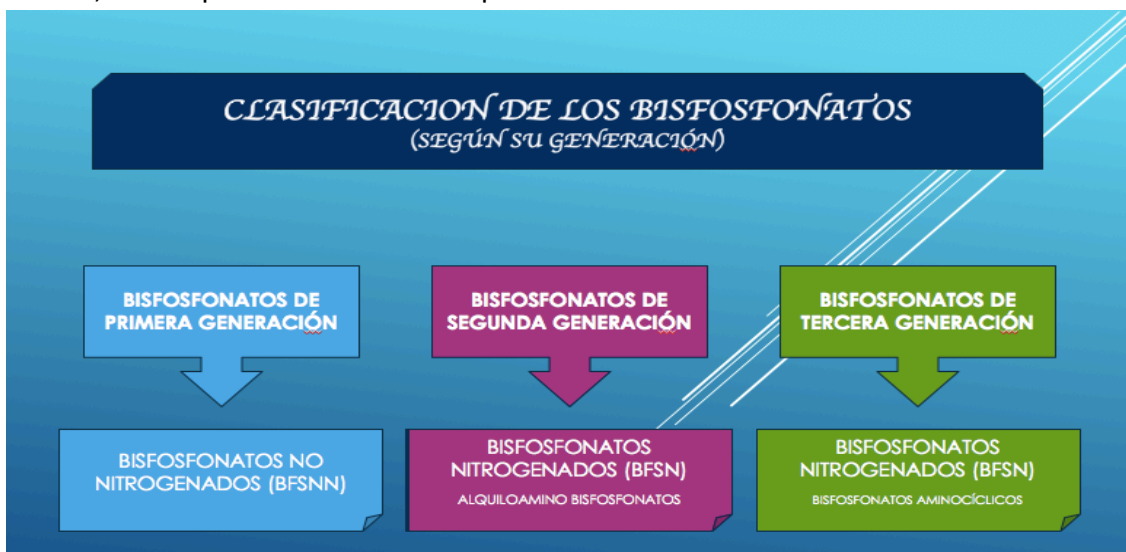 CLASIFICACION DE LOS BISFOSFONATOS
(SEGÚN SU GENERACIÓN)
BISFOSFONATOS DE
PRIMERA GENERACIÓN
BISFOSFONATOS NO
NITROGENADOS (BFSNN)
BISFOSFONATOS DE
SEGUNDA GENERACIÓN
BISFOSFONATOS
NITROGENADOS (BFSN)
ALQUILOAMINO BISFOSFONATOS
BISFOSFONATOS DE
TERCERA GENERACIÓN
BISFOSFONATOS
NITROGENADOS (BFSN)
BISFOSFONATOS AMINOCÍCLICOS